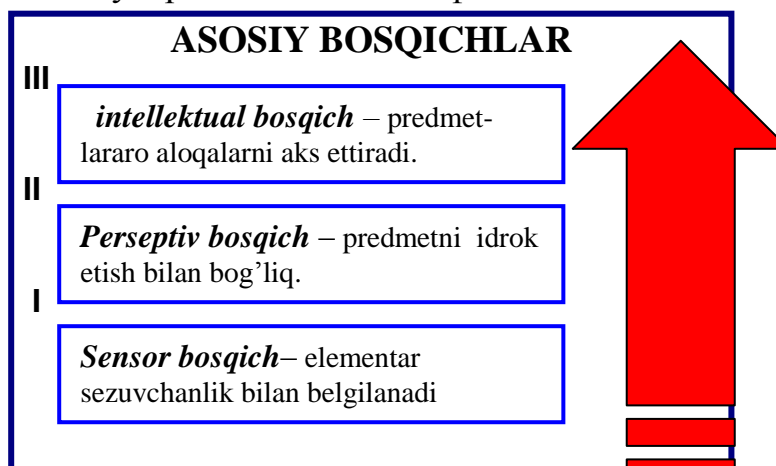 ASOSIY BOSQICHLAR
III
intellektual bosqich – predmet-
lararo aloqalarni aks ettiradi.
II
Perseptiv bosqich – predmetni idrok
etish bilan bog’liq.
I
Sensor bosqich– elementar
sezuvchanlik bilan belgilanadi